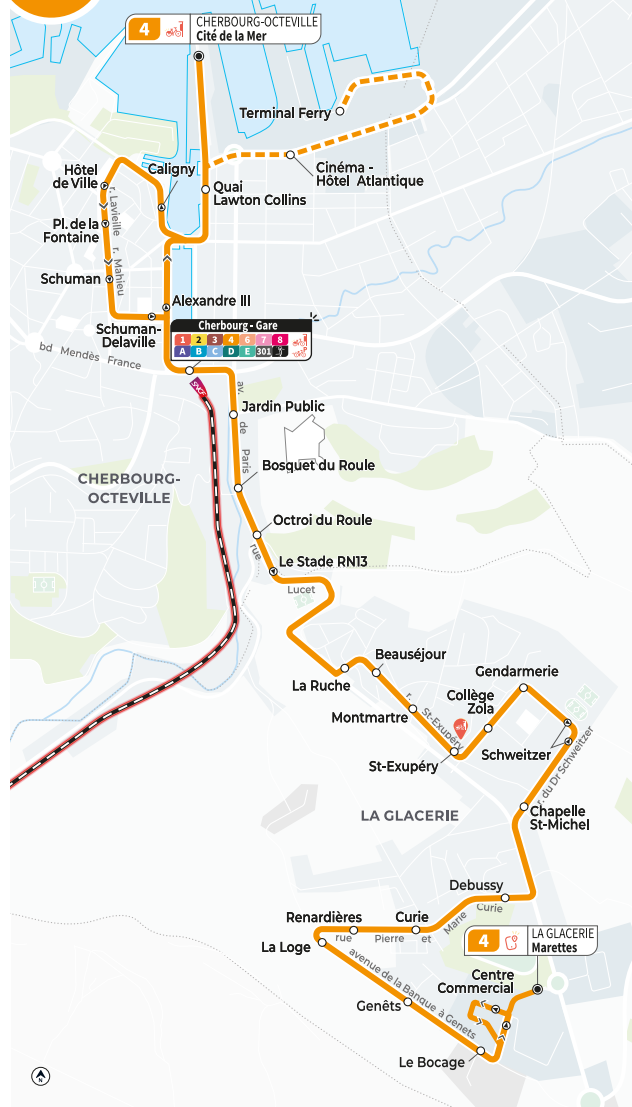 4
CHERBOURG-OCTEVILLE
Cité de la Mer
Terminal Ferry
Cinéma -
Hôtel Atlantique
Hôtel
de Ville
Caligny
Quai
Lawton Collins
r. Lavieille
Pl. de la
Fontaine
r. Mahieu
Schuman
Alexandre III
Schuman-
Delaville
Cherbourg - Gare
1 2 3 4 6 7 8
A B C D E 301
bd Mendès France
SNCF
Jardin Public
av. de Paris
Bosquet du Roule
CHERBOURG-
OCTEVILLE
Octroi du Roule
Le Stade RN13
rue Lucet
Beauséjour
La Ruche
Gendarmerie
Collège
Zola
Montmartre
r. St-Exupéry
St-Exupéry
Schweitzer
r. du Dr Schweitzer
LA GLACERIE
Chapelle
St-Michel
Debussy
Renardières
Curie
rue Pierre et Marie Curie
4
LA GLACERIE
Marettes
La Loge
avenue de la Banque à Genets
Centre
Commercial
Genêts
Le Bocage
N